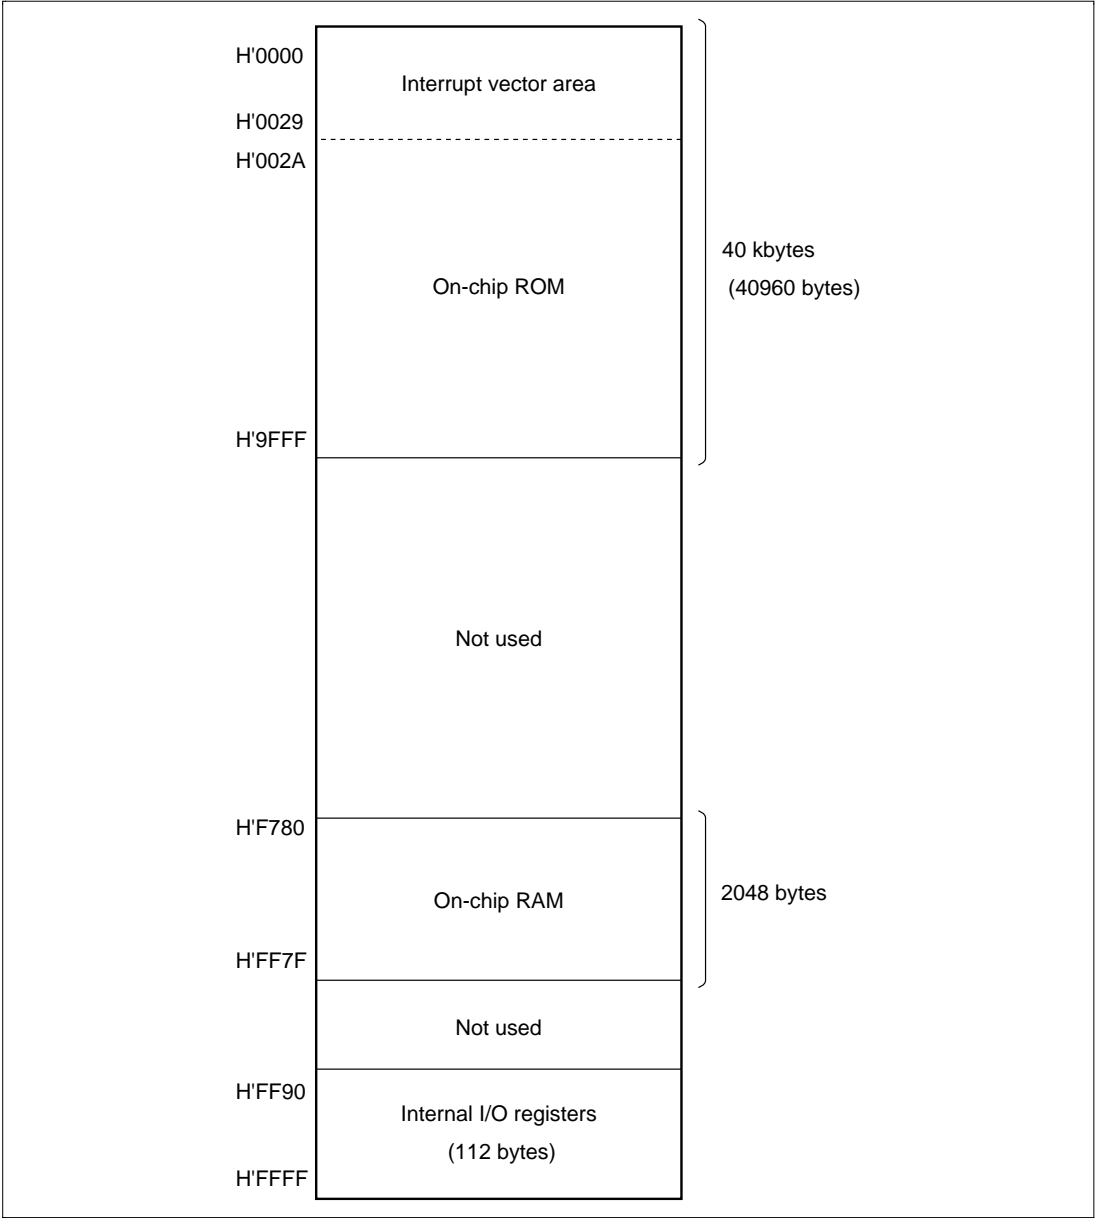 H'0000
Interrupt vector area
H'0029
H'002A
40 kbytes
On-chip ROM
(40960 bytes)
H'9FFF
Not used
H'F780
On-chip RAM
2048 bytes
H'FF7F
Not used
H'FF90
Internal I/O registers
(112 bytes)
H'FFFF